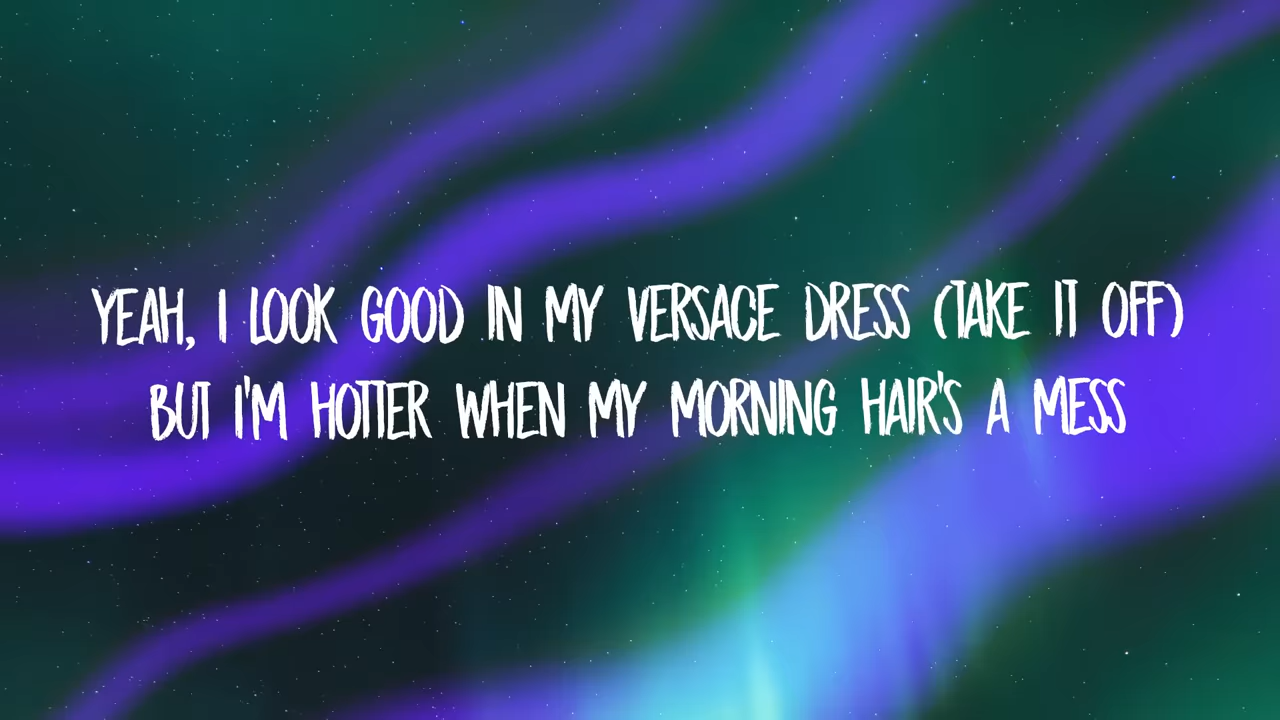 YEAH, I LOOK GOOD IN MY VERSACE DRESS (TAKE IT OFF)
BUT I'M HOTTER WHEN MY MORNING HAIR'S A MESS